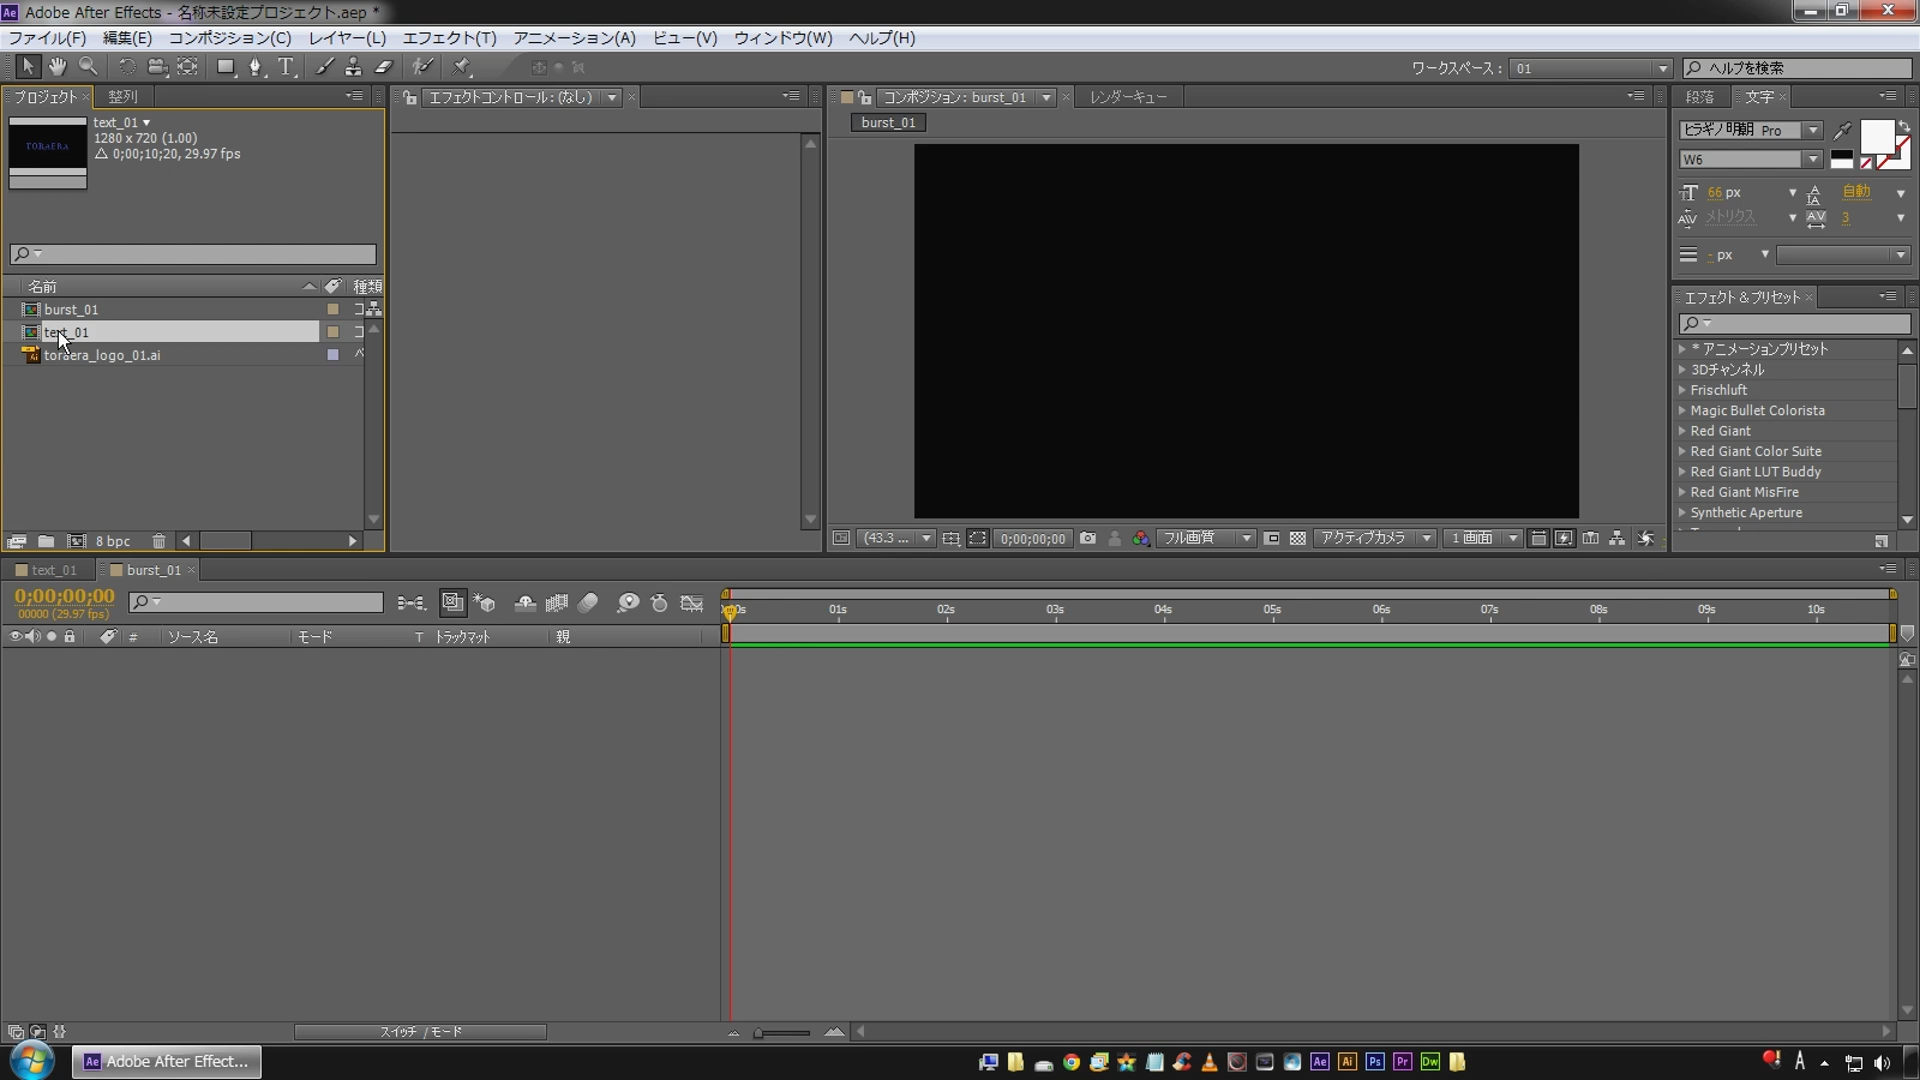 Adobe After Effects - 名称未設定プロジェクト.aep *
ファイル(F) 編集(E) コンポジション(C) レイヤー(L) エフェクト(T) アニメーション(A) ビュー(V) ウィンドウ(W) ヘルプ(H)
ワークスペース : 01 ヘルプを検索
プロジェクト 整列 エフェクトコントロール : (なし) コンポジション: burst_01 レンダーキュー 段落 文字
text_01
1280 x 720 (1.00)
△ 0;00;10;20, 29.97 fps
TORAERA
burst_01
ヒラギノ明朝 Pro
W6
66 px 自動
メトリクス 3
- px
名前 種類
burst_01
text_01
toraera_logo_01.ai
8 bpc
エフェクト＆プリセット
* アニメーションプリセット
3Dチャンネル
Frischluft
Magic Bullet Colorista
Red Giant
Red Giant Color Suite
Red Giant LUT Buddy
Red Giant MisFire
Synthetic Aperture
(43.3 ... 0;00;00;00 フル画質 アクティブカメラ 1 画面
text_01 burst_01
0;00;00;00
00000 (29.97 fps)
01s 02s 03s 04s 05s 06s 07s 08s 09s 10s
# ソース名 モード T トラックマット 親
スイッチ / モード
Adobe After Effect...
Ae Ai Ps Pr Dw
A